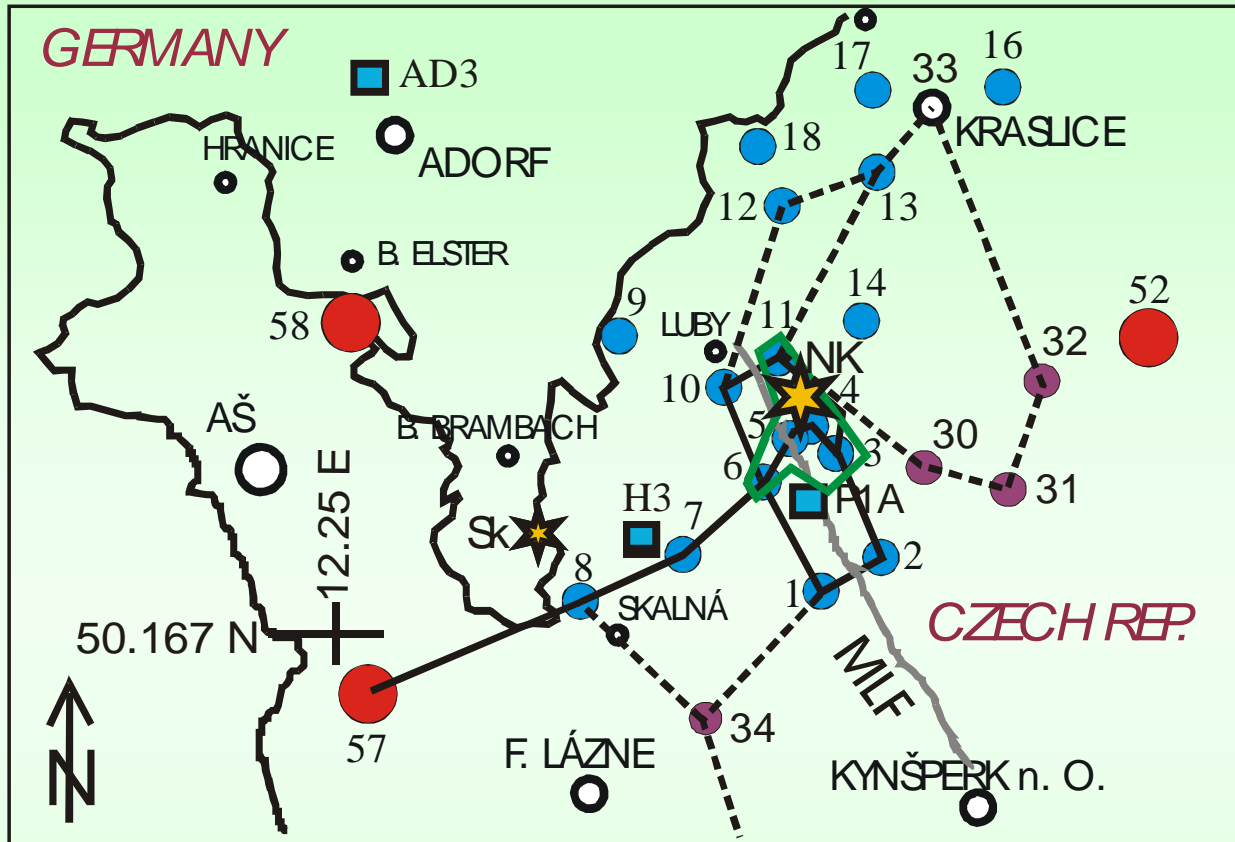 GERMANY
17
16
33
AD3
KRASLICE
ADORF
HRANICE
18
12
13
B. ELSTER
58
9
LUBY
11
14
52
NK
32
10
4
AŠ
B. BRAMBACH
5
6
3
30
31
12.25 E
H3
P1A
Sk
7
8
2
1
SKALNÁ
50.167 N
CZECH REP.
MLF
57
34
N
F. LÁZNE
KYNŠPERK n. O.